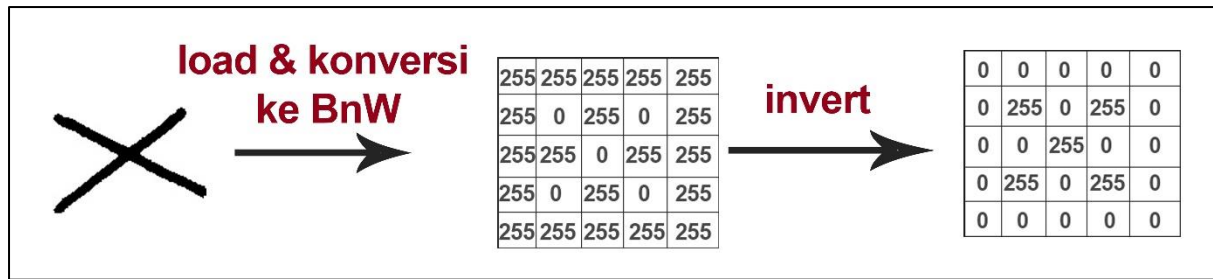 load & konversi
ke BnW
255 255 255 255 255
255 0 255 0 255
255 255 0 255 255
255 0 255 0 255
255 255 255 255 255
invert
0 0 0 0 0
0 255 0 255 0
0 0 255 0 0
0 255 0 255 0
0 0 0 0 0